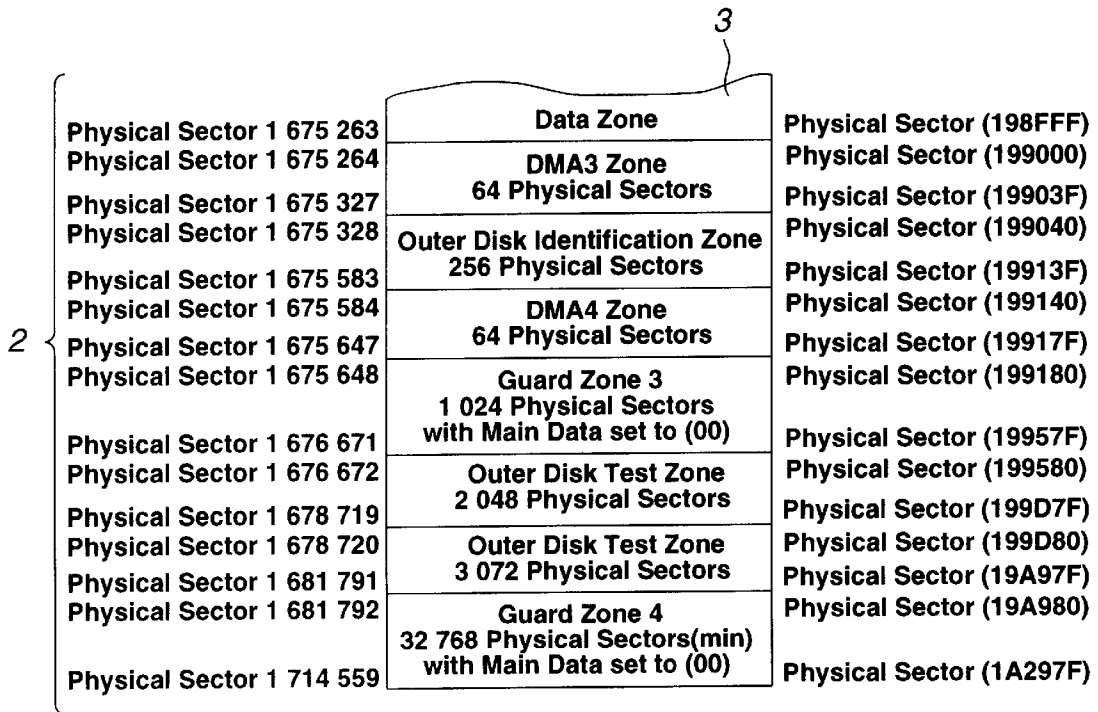 3
2
Physical Sector 1 675 263
Data Zone
Physical Sector (198FFF)
Physical Sector 1 675 264
DMA3 Zone
64 Physical Sectors
Physical Sector (199000)
Physical Sector 1 675 327
Physical Sector (19903F)
Physical Sector 1 675 328
Outer Disk Identification Zone
256 Physical Sectors
Physical Sector (199040)
Physical Sector 1 675 583
Physical Sector (19913F)
Physical Sector 1 675 584
DMA4 Zone
64 Physical Sectors
Physical Sector (199140)
Physical Sector 1 675 647
Physical Sector (19917F)
Physical Sector 1 675 648
Guard Zone 3
1 024 Physical Sectors
with Main Data set to (00)
Physical Sector (199180)
Physical Sector 1 676 671
Physical Sector (19957F)
Physical Sector 1 676 672
Outer Disk Test Zone
2 048 Physical Sectors
Physical Sector (199580)
Physical Sector 1 678 719
Physical Sector (199D7F)
Physical Sector 1 678 720
Outer Disk Test Zone
3 072 Physical Sectors
Physical Sector (199D80)
Physical Sector 1 681 791
Physical Sector (19A97F)
Physical Sector 1 681 792
Guard Zone 4
32 768 Physical Sectors(min)
with Main Data set to (00)
Physical Sector (19A980)
Physical Sector 1 714 559
Physical Sector (1A297F)